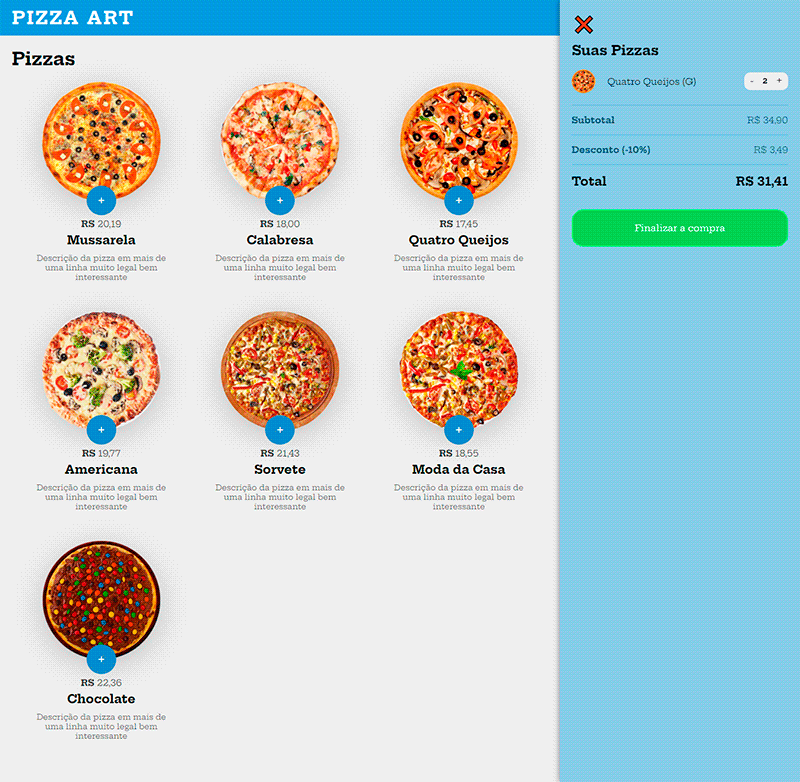 PIZZA ART
Pizzas
+
R$ 20,19
Mussarela
Descrição da pizza em mais de
uma linha muito legal bem
interessante
+
R$ 18,00
Calabresa
Descrição da pizza em mais de
uma linha muito legal bem
interessante
+
R$ 17,45
Quatro Queijos
Descrição da pizza em mais de
uma linha muito legal bem
interessante
+
R$ 19,77
Americana
Descrição da pizza em mais de
uma linha muito legal bem
interessante
+
R$ 21,43
Sorvete
Descrição da pizza em mais de
uma linha muito legal bem
interessante
+
R$ 18,55
Moda da Casa
Descrição da pizza em mais de
uma linha muito legal bem
interessante
+
R$ 22,36
Chocolate
Descrição da pizza em mais de
uma linha muito legal bem
interessante
Suas Pizzas
Quatro Queijos (G) - 2 +
Subtotal R$ 34,90
Desconto (-10%) R$ 3,49
Total R$ 31,41
Finalizar a compra